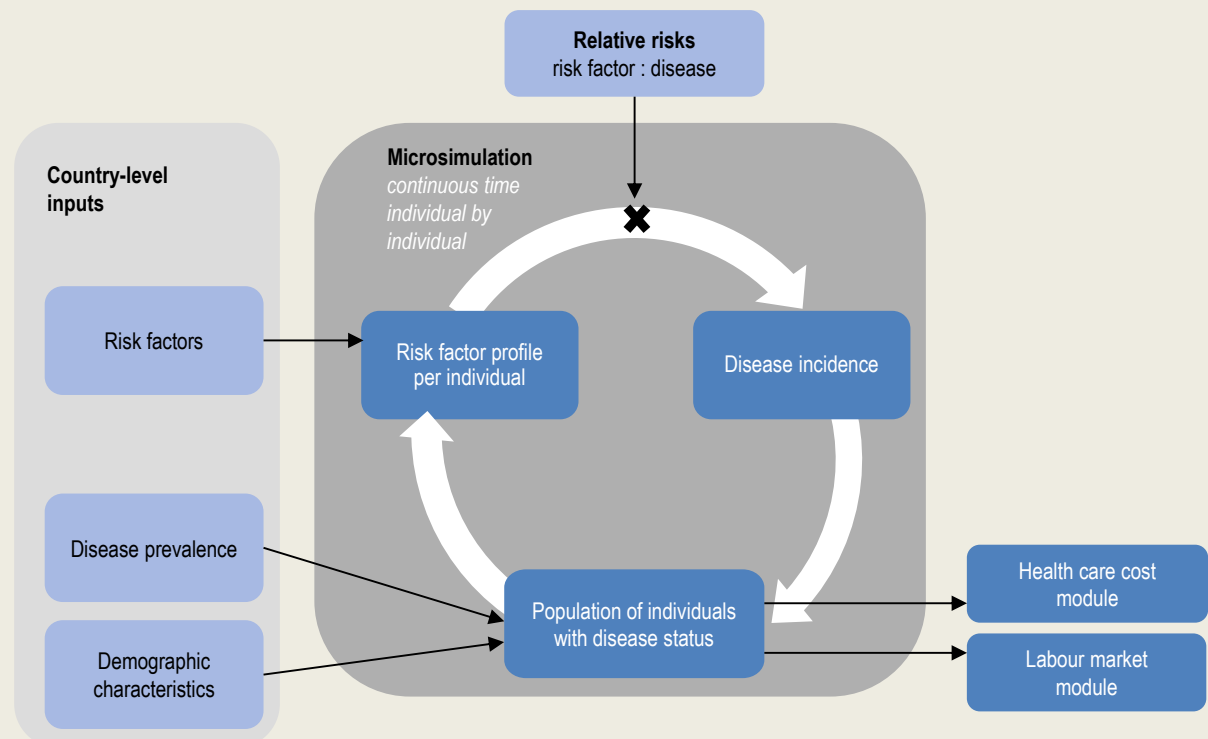 Relative risks
risk factor : disease
Country-level
inputs
Microsimulation
continuous time
individual by
individual
Risk factors
Risk factor profile
per individual
Disease incidence
Disease prevalence
Population of individuals
with disease status
Health care cost
module
Demographic
characteristics
Labour market
module